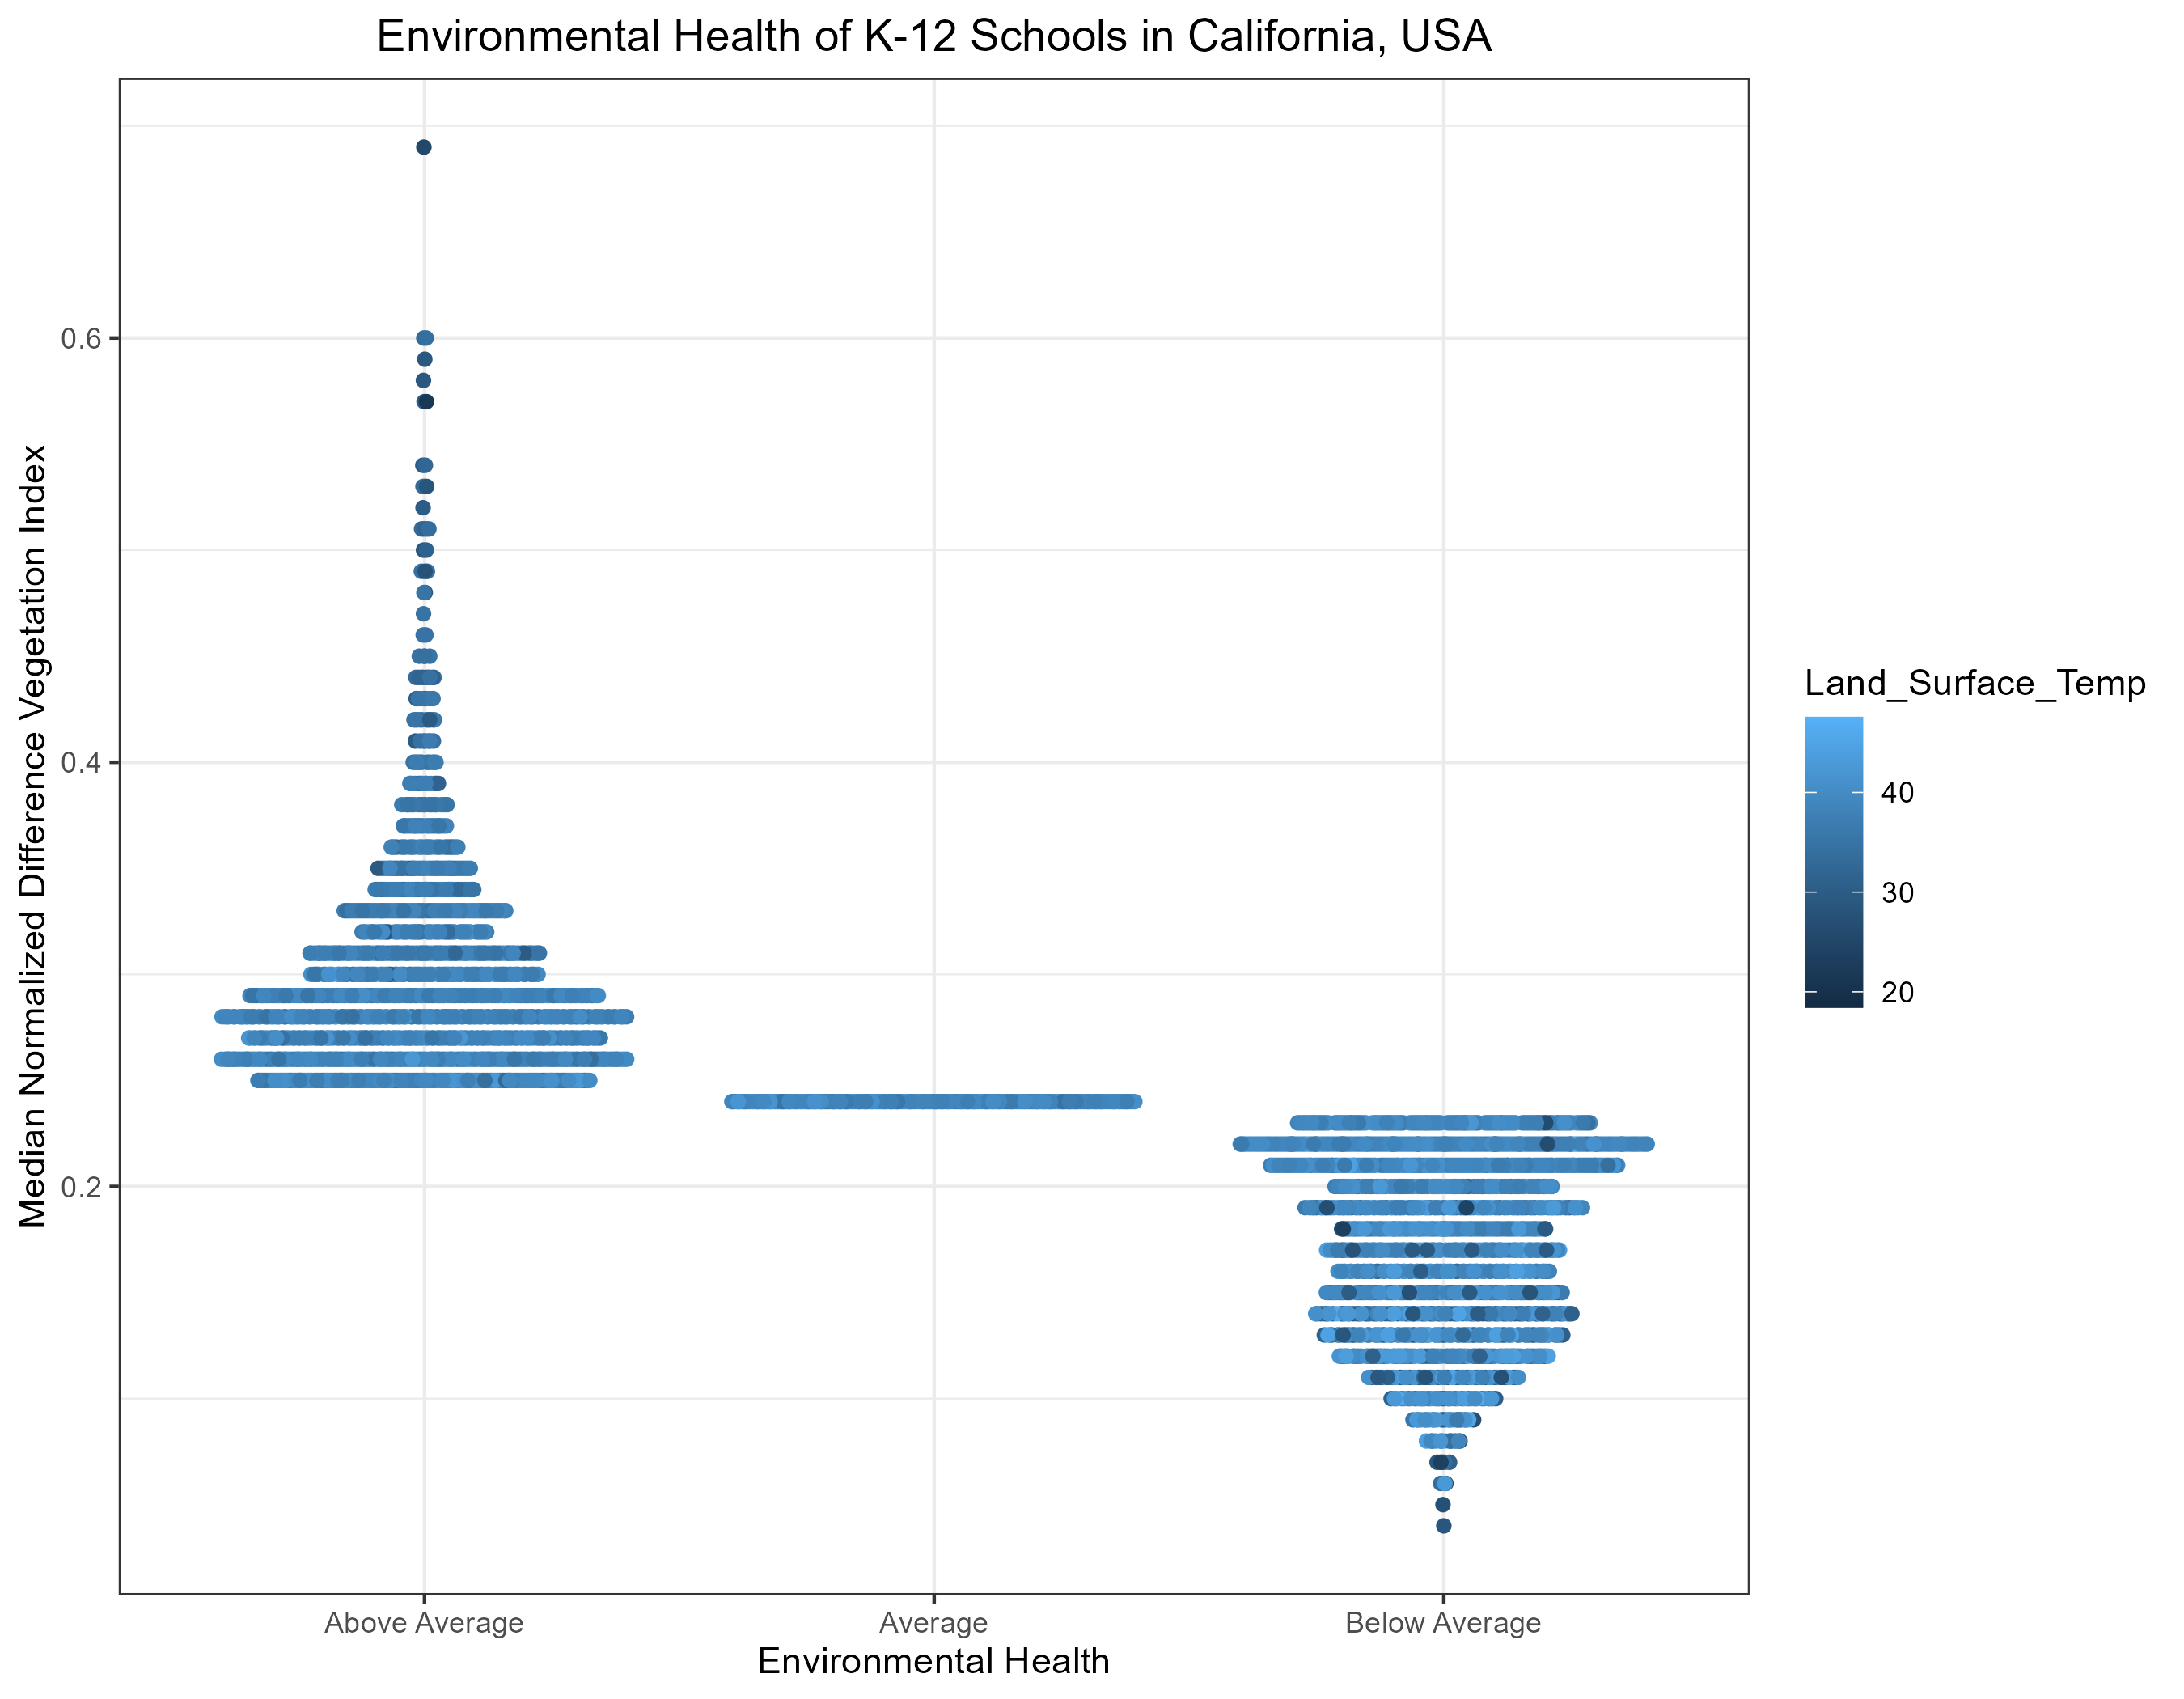 Environmental Health of K-12 Schools in California, USA
Median Normalized Difference Vegetation Index
0.6
0.4
0.2
Above Average
Average
Below Average
Environmental Health
Land_Surface_Temp
40
30
20